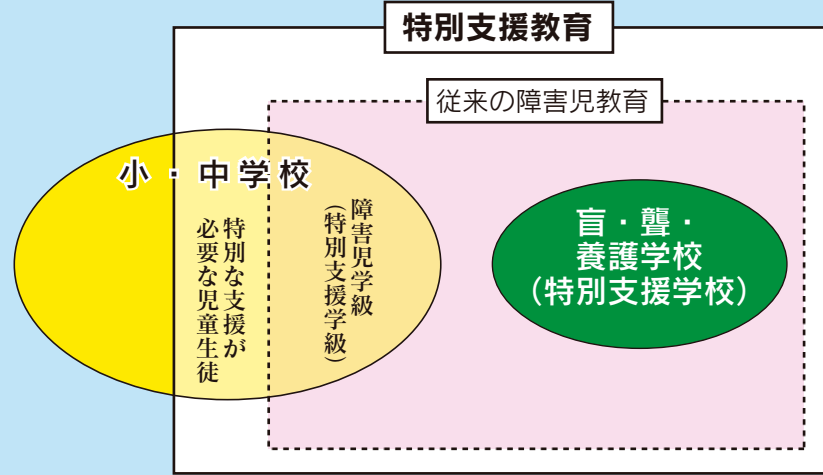 特別支援教育
従来の障害児教育
小・中学校
特別な支援が
必要な児童生徒
障害児学級
(特別支援学級)
盲・聾・
養護学校
(特別支援学校)